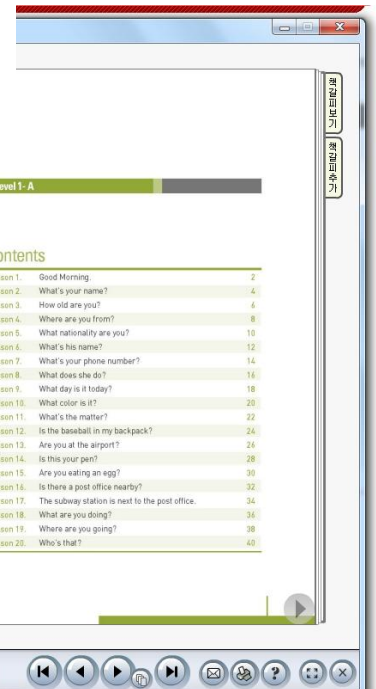 책갈피보기
책갈피추가
evel 1- A
ontents
son 1. Good Morning. 2
son 2. What's your name? 4
son 3. How old are you? 6
son 4. Where are you from? 8
son 5. What nationality are you? 10
son 6. What's his name? 12
son 7. What's your phone number? 14
son 8. What does she do? 16
son 9. What day is it today? 18
son 10. What color is it? 20
son 11. What's the matter? 22
son 12. Is the baseball in my backpack? 24
son 13. Are you at the airport? 26
son 14. Is this your pen? 28
son 15. Are you eating an egg? 30
son 16. Is there a post office nearby? 32
son 17. The subway station is next to the post office. 34
son 18. What are you doing? 36
son 19. Where are you going? 38
son 20. Who's that? 40